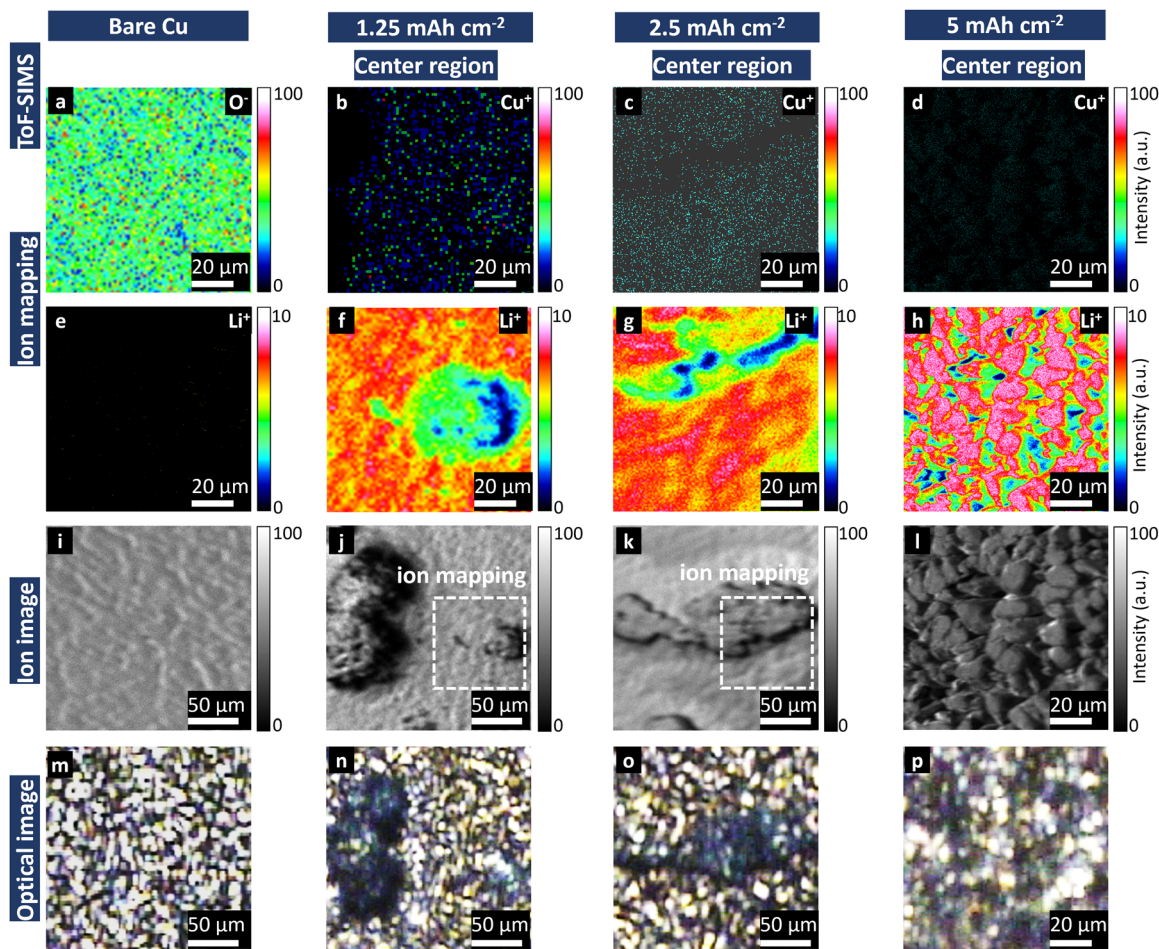 Bare Cu
1.25 mAh cm⁻²
2.5 mAh cm⁻²
5 mAh cm⁻²
Center region
Center region
Center region
ToF-SIMS
Ion mapping
a O⁻ 100
20 µm 0
b Cu⁺ 100
20 µm 0
c Cu⁺ 100
20 µm 0
d Cu⁺ 100
20 µm 0
Intensity (a.u.)
e Li⁺
20 µm
f Li⁺ 10
20 µm 0
g Li⁺ 10
20 µm 0
h Li⁺ 10
20 µm 0
Intensity (a.u.)
Ion image
i 100
50 µm 0
j 100
ion mapping
50 µm 0
k 100
ion mapping
50 µm 0
l 100
20 µm 0
Intensity (a.u.)
Optical image
m
50 µm
n
50 µm
o
50 µm
p
20 µm